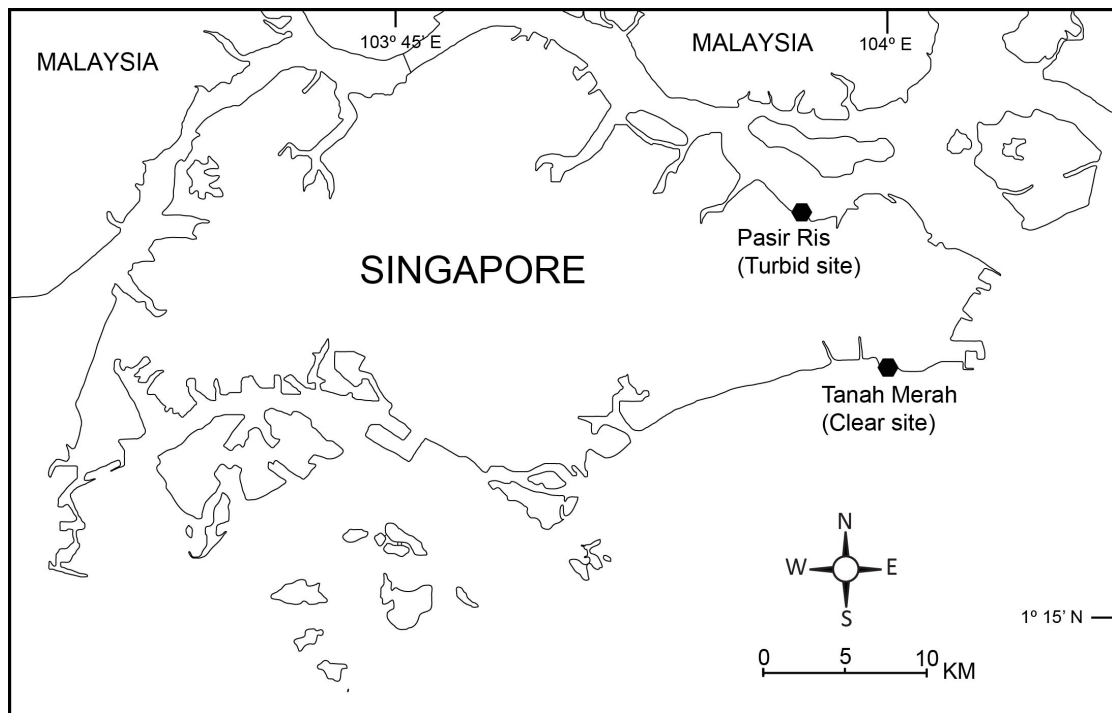 103º 45’ E
104º E
MALAYSIA
MALAYSIA
Pasir Ris
(Turbid site)
SINGAPORE
Tanah Merah
(Clear site)
N
W
E
S
1º 15’ N
0
5
10
KM